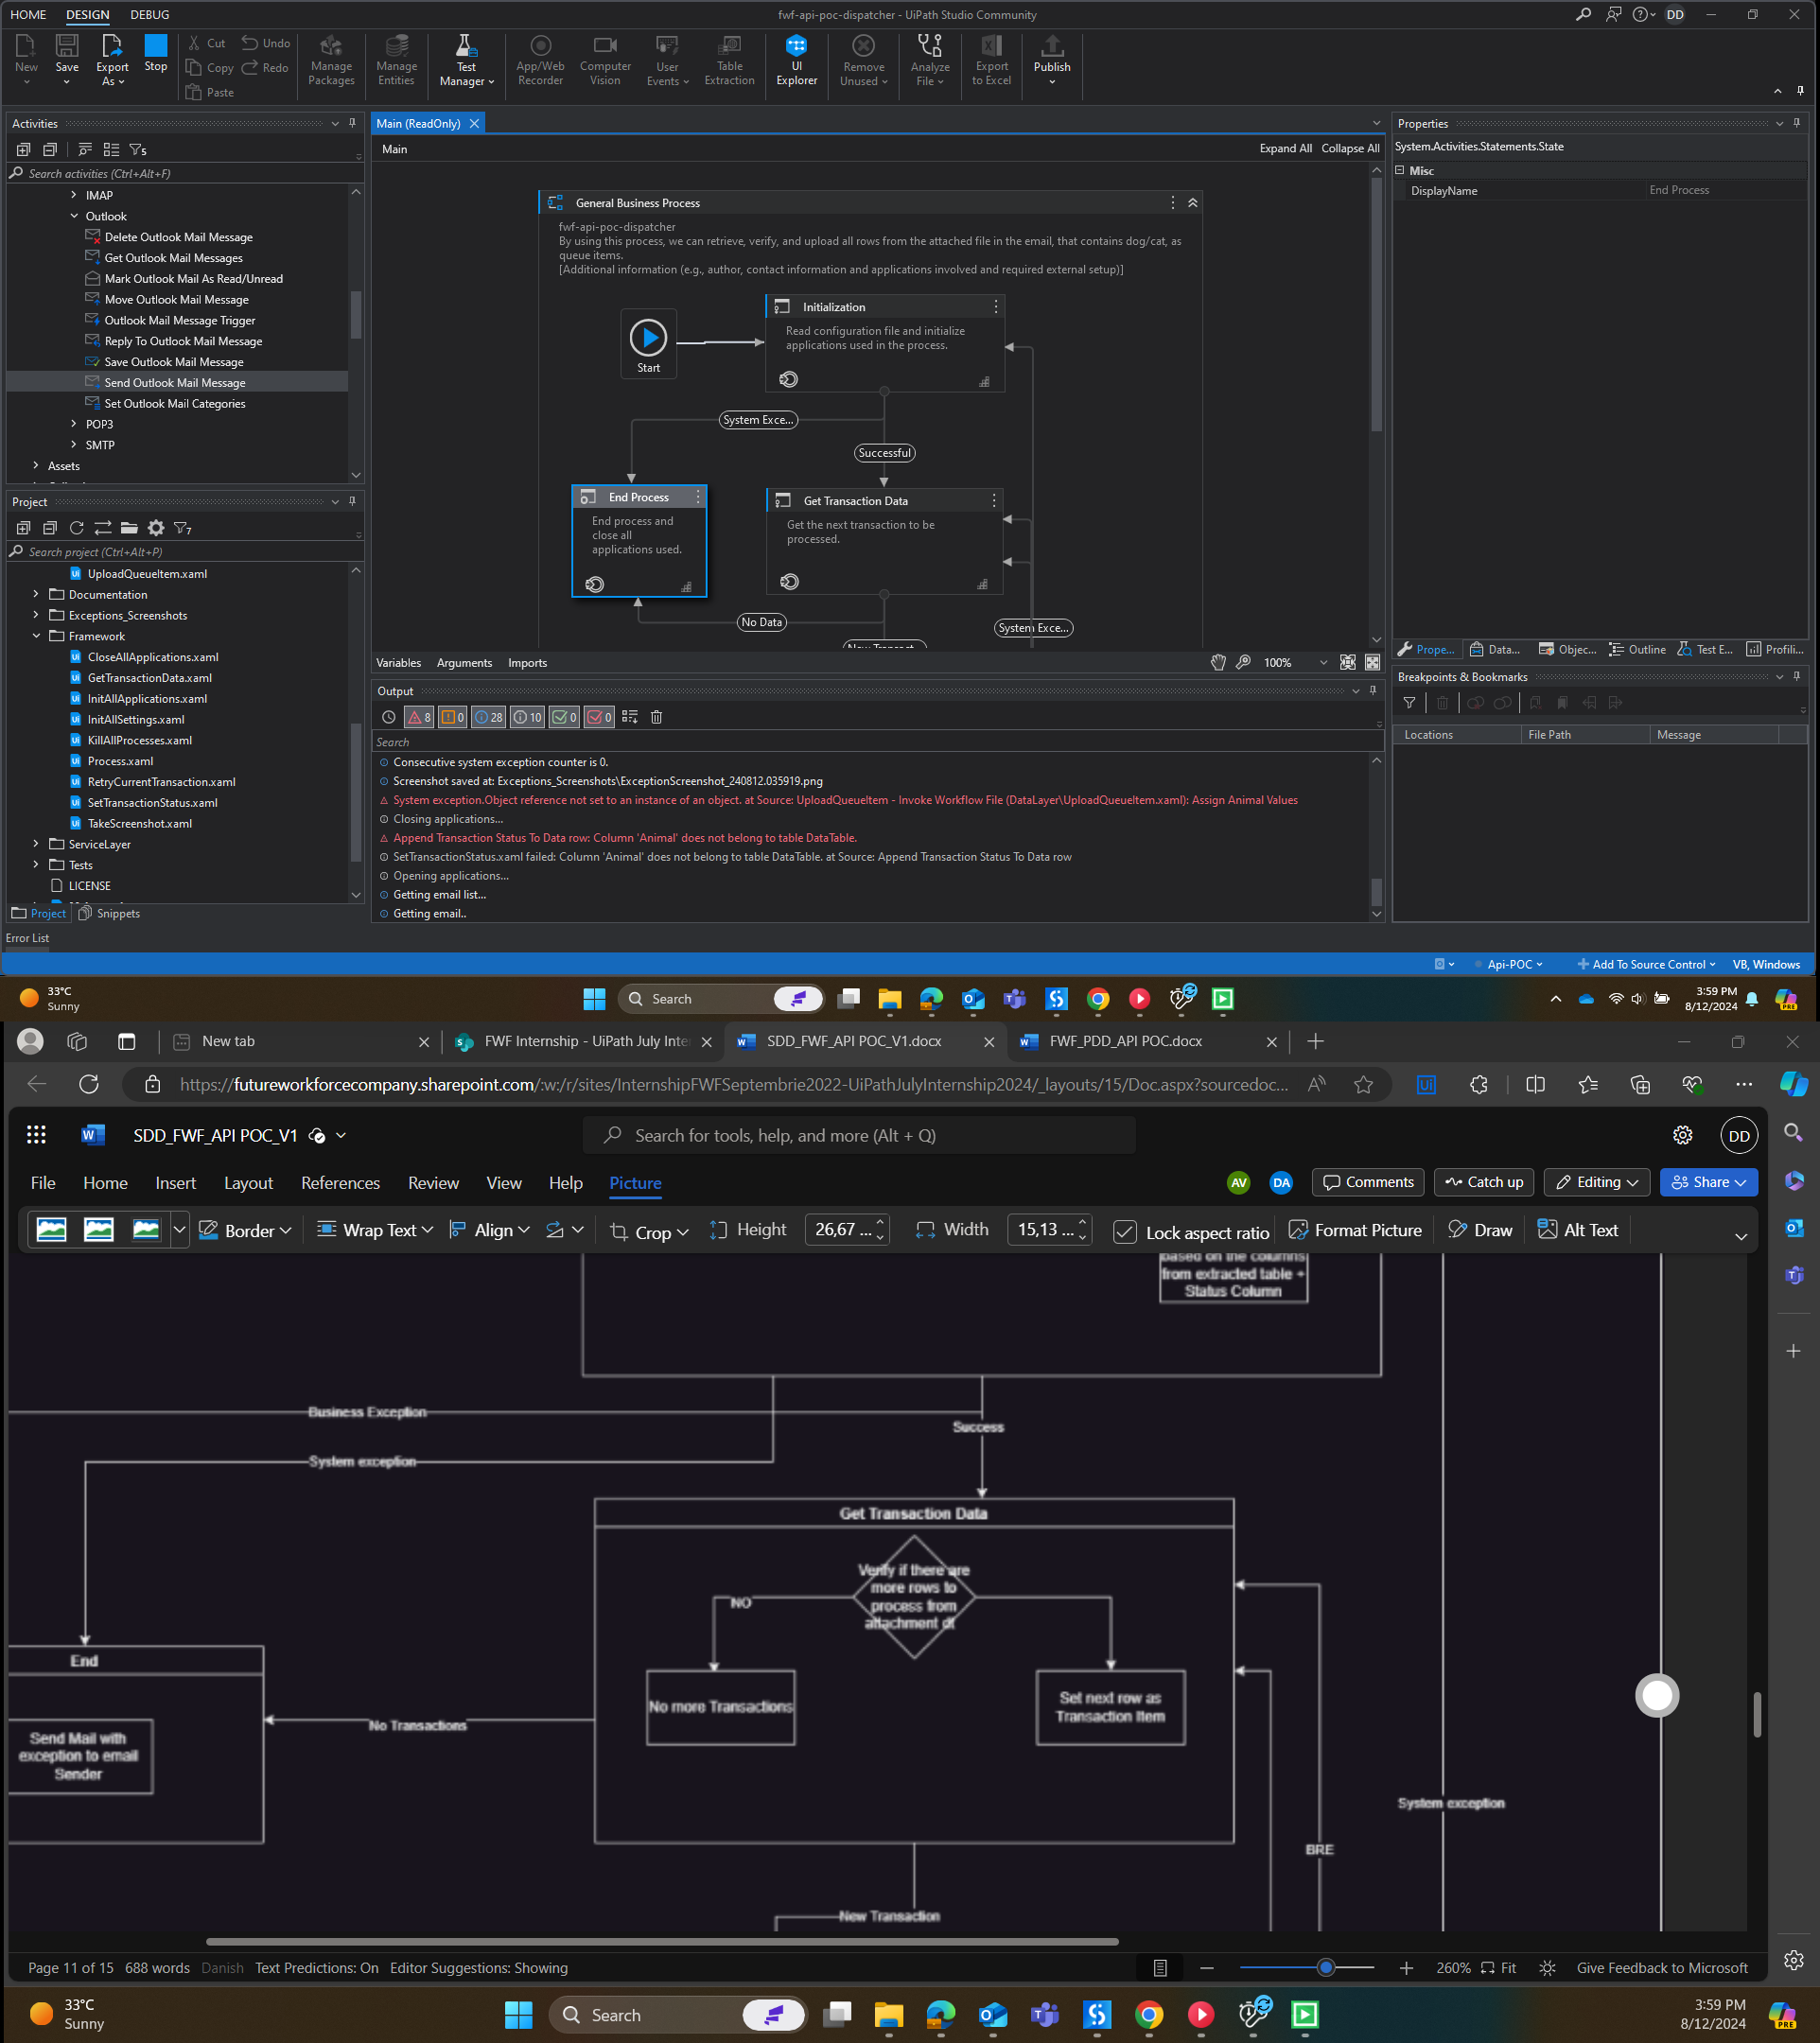 HOME DESIGN DEBUG
fwf-api-poc-dispatcher - UiPath Studio Community
DD
New
Save
Export As
Stop
Cut
Copy
Paste
Undo
Redo
Manage Packages
Manage Entities
Test Manager
App/Web Recorder
Computer Vision
User Events
Table Extraction
UI Explorer
Remove Unused
Analyze File
Export to Excel
Publish
Activities
Search activities (Ctrl+Alt+F)
IMAP
Outlook
Delete Outlook Mail Message
Get Outlook Mail Messages
Mark Outlook Mail As Read/Unread
Move Outlook Mail Message
Outlook Mail Message Trigger
Reply To Outlook Mail Message
Save Outlook Mail Message
Send Outlook Mail Message
Set Outlook Mail Categories
POP3
SMTP
Assets
Project
Search project (Ctrl+Alt+P)
UploadQueueItem.xaml
Documentation
Exceptions_Screenshots
Framework
CloseAllApplications.xaml
GetTransactionData.xaml
InitAllApplications.xaml
InitAllSettings.xaml
KillAllProcesses.xaml
Process.xaml
RetryCurrentTransaction.xaml
SetTransactionStatus.xaml
TakeScreenshot.xaml
ServiceLayer
Tests
LICENSE
Project Snippets
Error List
Main (ReadOnly)
Main
Expand All Collapse All
General Business Process
fwf-api-poc-dispatcher
By using this process, we can retrieve, verify, and upload all rows from the attached file in the email, that contains dog/cat, as
queue items.
[Additional information (e.g., author, contact information and applications involved and required external setup)]
Start
Initialization
Read configuration file and initialize
applications used in the process.
System Exce...
Successful
End Process
End process and
close all
applications used.
Get Transaction Data
Get the next transaction to be
processed.
No Data
System Exce...
New Transact...
Variables Arguments Imports
100%
Output
8 0 28 10 0 0
Search
Consecutive system exception counter is 0.
Screenshot saved at: Exceptions_Screenshots\ExceptionScreenshot_240812.035919.png
System exception.Object reference not set to an instance of an object. at Source: UploadQueueItem - Invoke Workflow File (DataLayer\UploadQueueItem.xaml): Assign Animal Values
Closing applications...
Append Transaction Status To Data row: Column 'Animal' does not belong to table DataTable.
SetTransactionStatus.xaml failed: Column 'Animal' does not belong to table DataTable. at Source: Append Transaction Status To Data row
Opening applications...
Getting email list...
Getting email..
Properties
System.Activities.Statements.State
Misc
DisplayName End Process
Prope... Data... Objec... Outline Test E... Profili...
Breakpoints & Bookmarks
Locations File Path Message
Api-POC Add To Source Control VB, Windows
33°C
Sunny
Search
3:59 PM
8/12/2024
New tab
FWF Internship - UiPath July Inte
SDD_FWF_API POC_V1.docx
FWF_PDD_API POC.docx
https://futureworkforcecompany.sharepoint.com/:w:/r/sites/InternshipFWFSeptembrie2022-UiPathJulyInternship2024/_layouts/15/Doc.aspx?sourcedoc...
SDD_FWF_API POC_V1
Search for tools, help, and more (Alt + Q)
DD
File Home Insert Layout References Review View Help Picture
AV DA Comments Catch up Editing Share
Border Wrap Text Align Crop Height 26,67 ... Width 15,13 ... Lock aspect ratio Format Picture Draw Alt Text
based on the columns
from extracted table +
Status Column
Business Exception
Success
System exception
Get Transaction Data
Verify if there are
more rows to
process from
attachment dt
NO
No more Transactions
Set next row as
Transaction Item
End
Send Mail with
exception to email
Sender
No Transactions
System exception
BRE
New Transaction
Page 11 of 15 688 words Danish Text Predictions: On Editor Suggestions: Showing
260% Fit Give Feedback to Microsoft
33°C
Sunny
Search
3:59 PM
8/12/2024